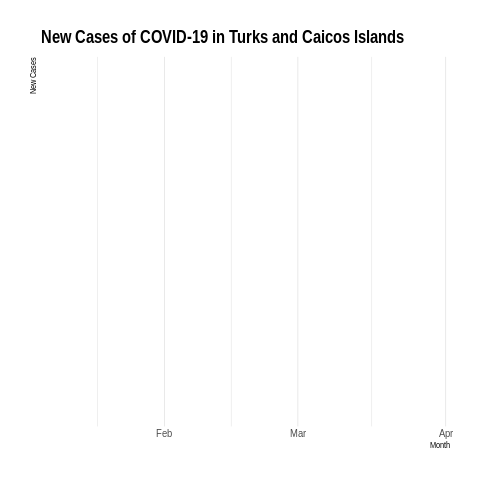 New Cases of COVID-19 in Turks and Caicos Islands
New Cases
Feb Mar Apr
Month